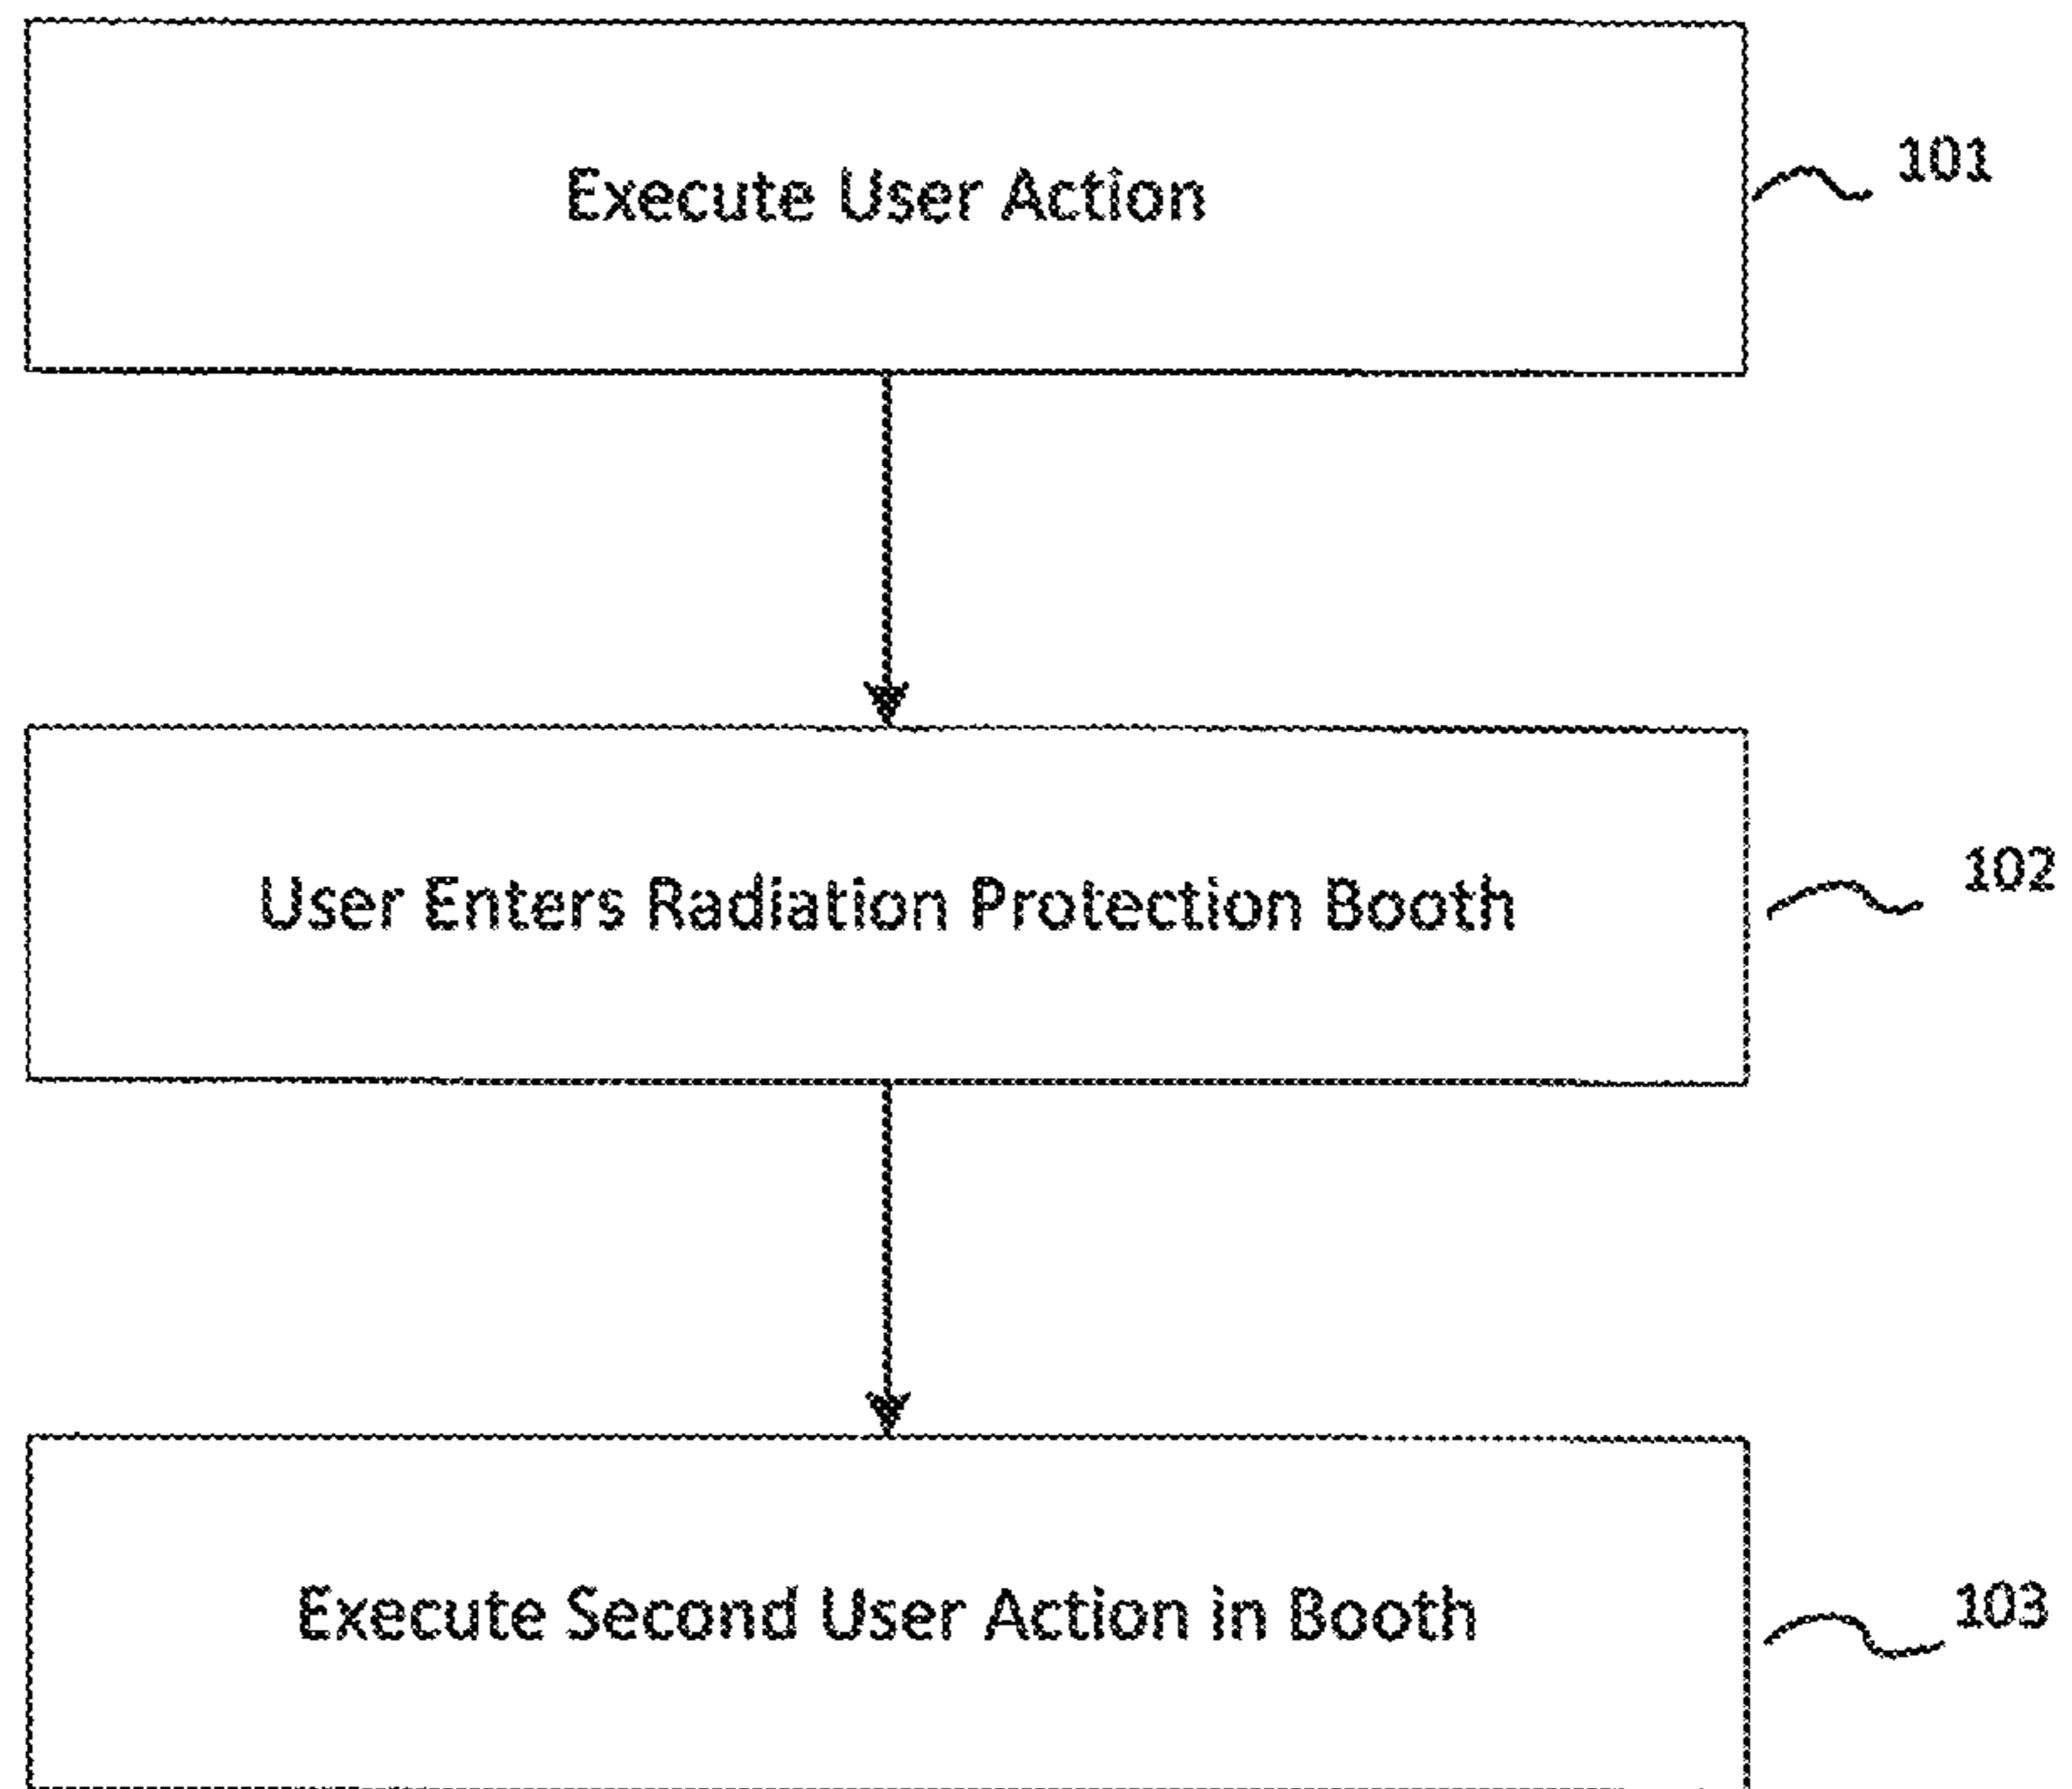 Execute User Action
101
User Enters Radiation Protection Booth
102
Execute Second User Action in Booth
103